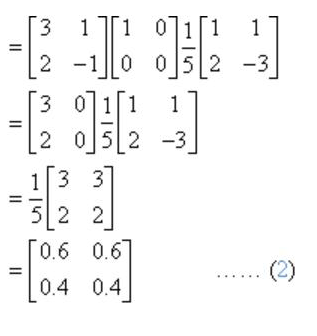 = [3 1; 2 -1] [1 0; 0 0] 1/5 [1 1; 2 -3]
= [3 0; 2 0] 1/5 [1 1; 2 -3]
= 1/5 [3 3; 2 2]
= [0.6 0.6; 0.4 0.4] ...... (2)